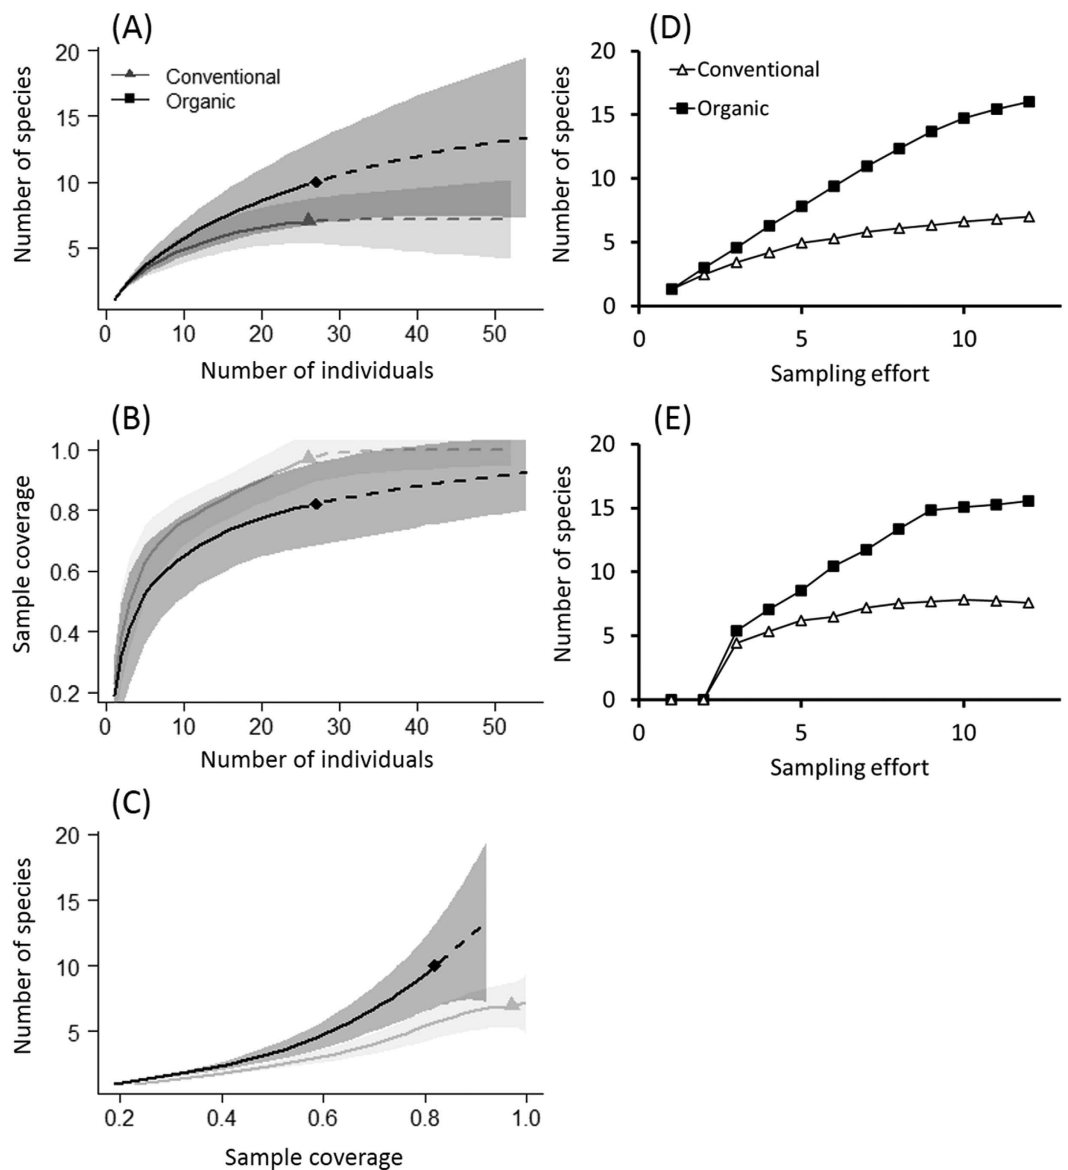 (A)
Number of species
20
15
10
5
Conventional
Organic
0 10 20 30 40 50
Number of individuals
(D)
Number of species
20
15
10
5
0
Conventional
Organic
0 5 10
Sampling effort
(B)
Sample coverage
1.0
0.8
0.6
0.4
0.2
0 10 20 30 40 50
Number of individuals
(E)
Number of species
20
15
10
5
0
0 5 10
Sampling effort
(C)
Number of species
20
15
10
5
0.2 0.4 0.6 0.8 1.0
Sample coverage